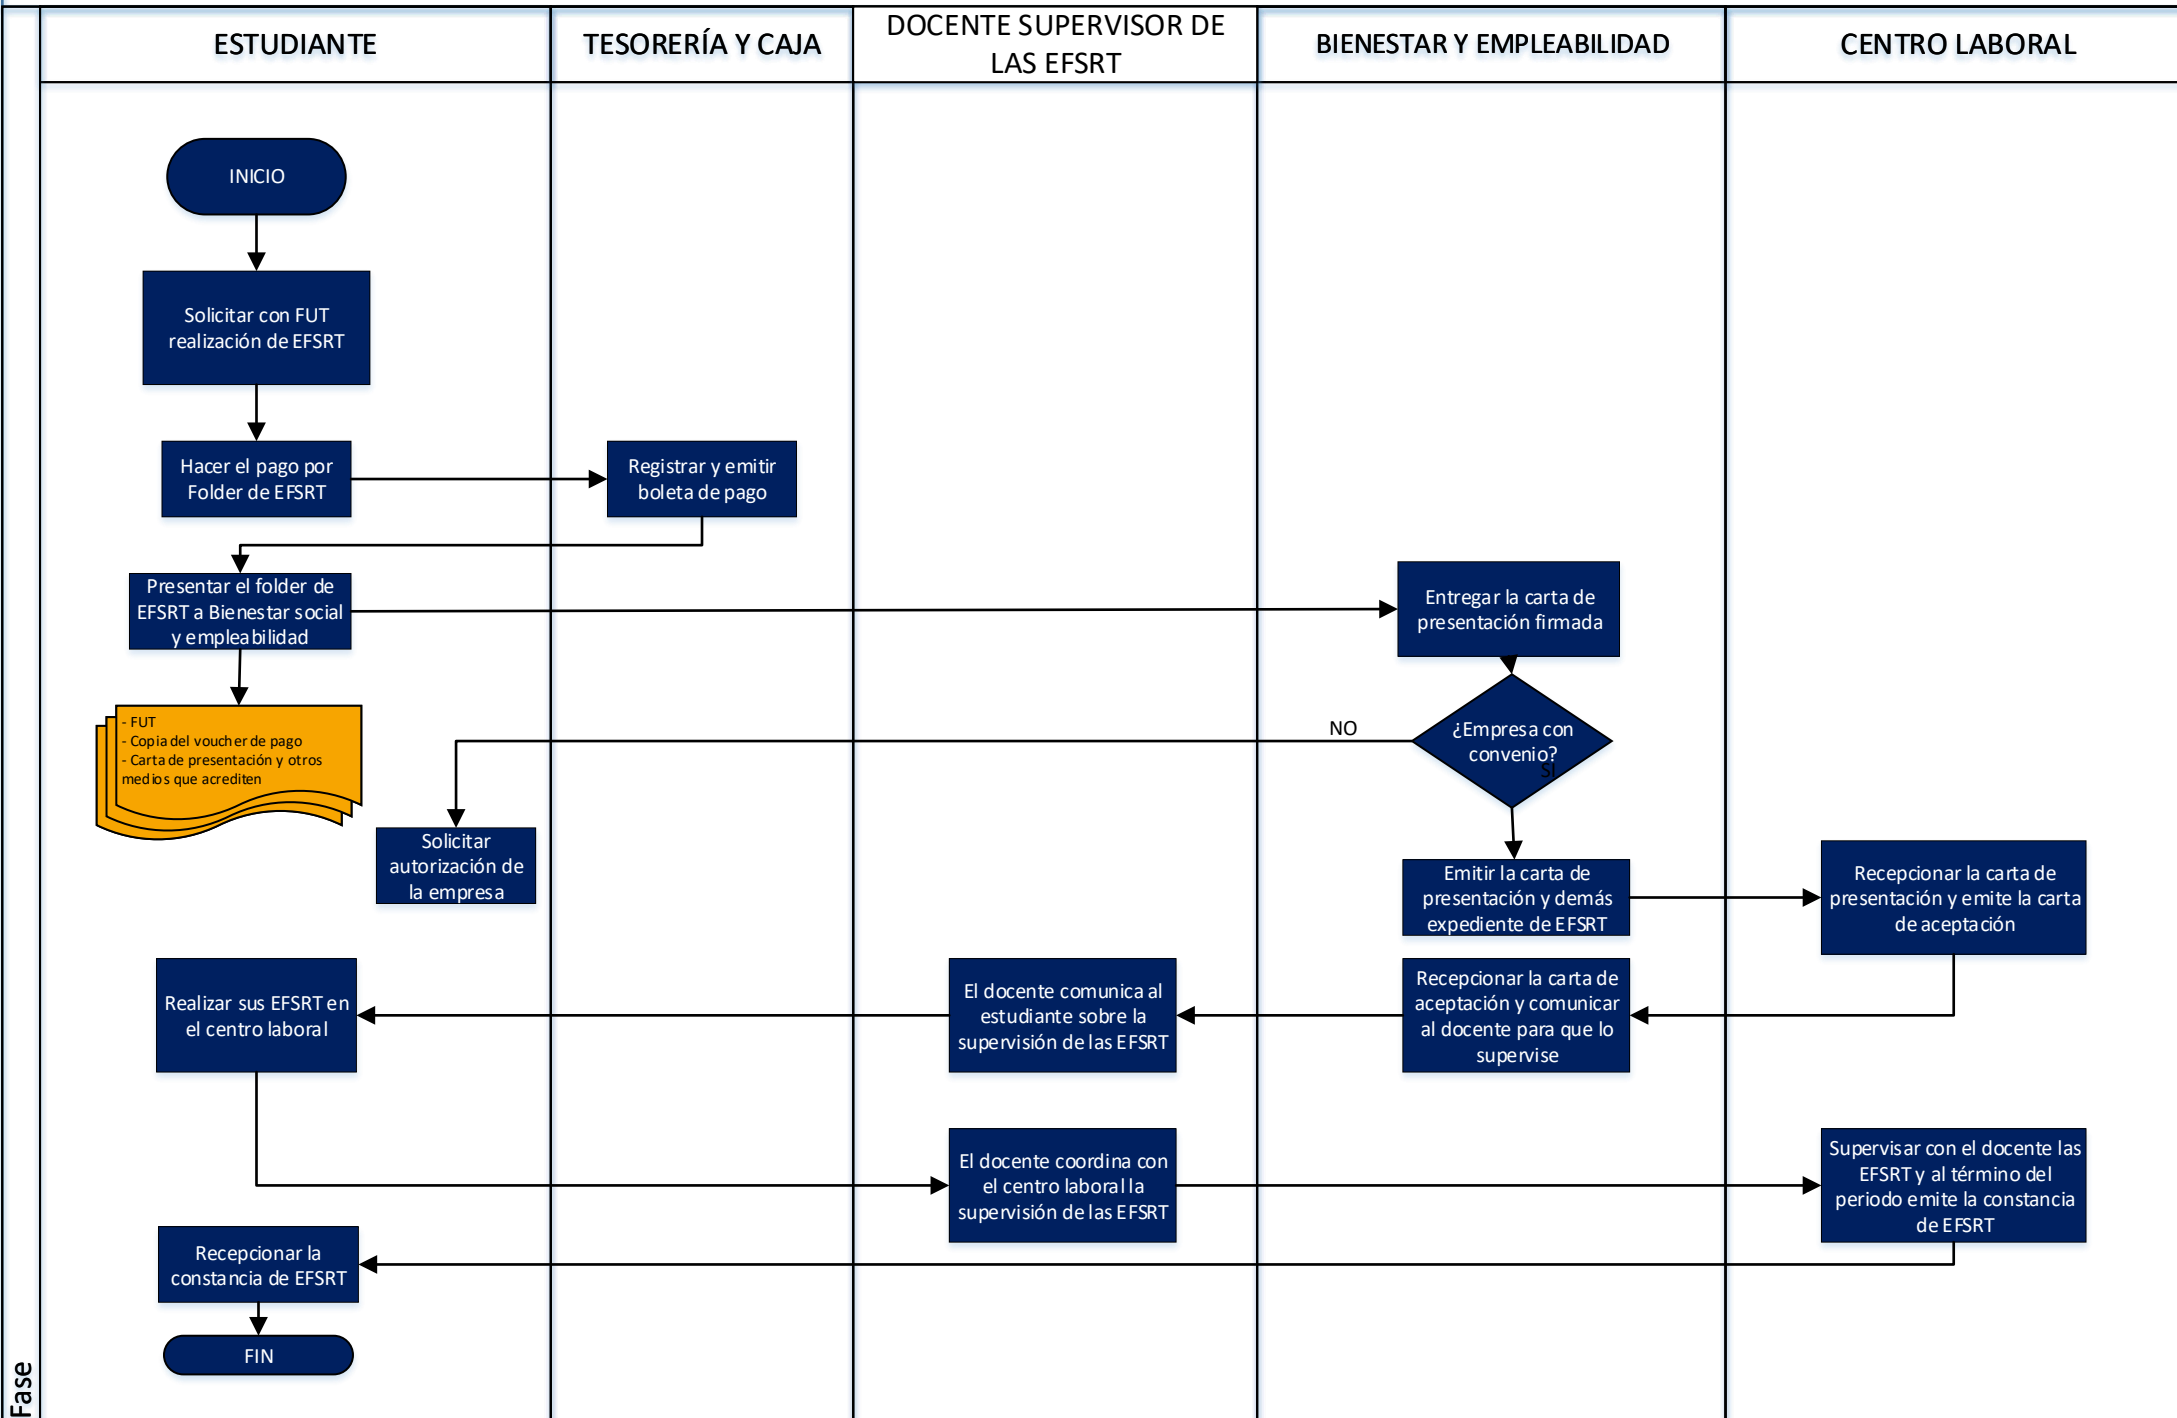 ESTUDIANTE
TESORERÍA Y CAJA
DOCENTE SUPERVISOR DE
LAS EFSRT
BIENESTAR Y EMPLEABILIDAD
CENTRO LABORAL
INICIO
Solicitar con FUT
realización de EFSRT
Hacer el pago por
Folder de EFSRT
Registrar y emitir
boleta de pago
Presentar el folder de
EFSRT a Bienestar social
y empleabilidad
Entregar la carta de
presentación firmada
- FUT
- Copia del voucher de pago
- Carta de presentación y otros
medios que acrediten
NO
¿Empresa con
convenio?
SI
Solicitar
autorización de
la empresa
Emitir la carta de
presentación y demás
expediente de EFSRT
Recepcionar la carta de
presentación y emite la carta
de aceptación
Realizar sus EFSRT en
el centro laboral
El docente comunica al
estudiante sobre la
supervisión de las EFSRT
Recepcionar la carta de
aceptación y comunicar
al docente para que lo
supervise
El docente coordina con
el centro laboral la
supervisión de las EFSRT
Supervisar con el docente las
EFSRT y al término del
periodo emite la constancia
de EFSRT
Recepcionar la
constancia de EFSRT
FIN
Fase